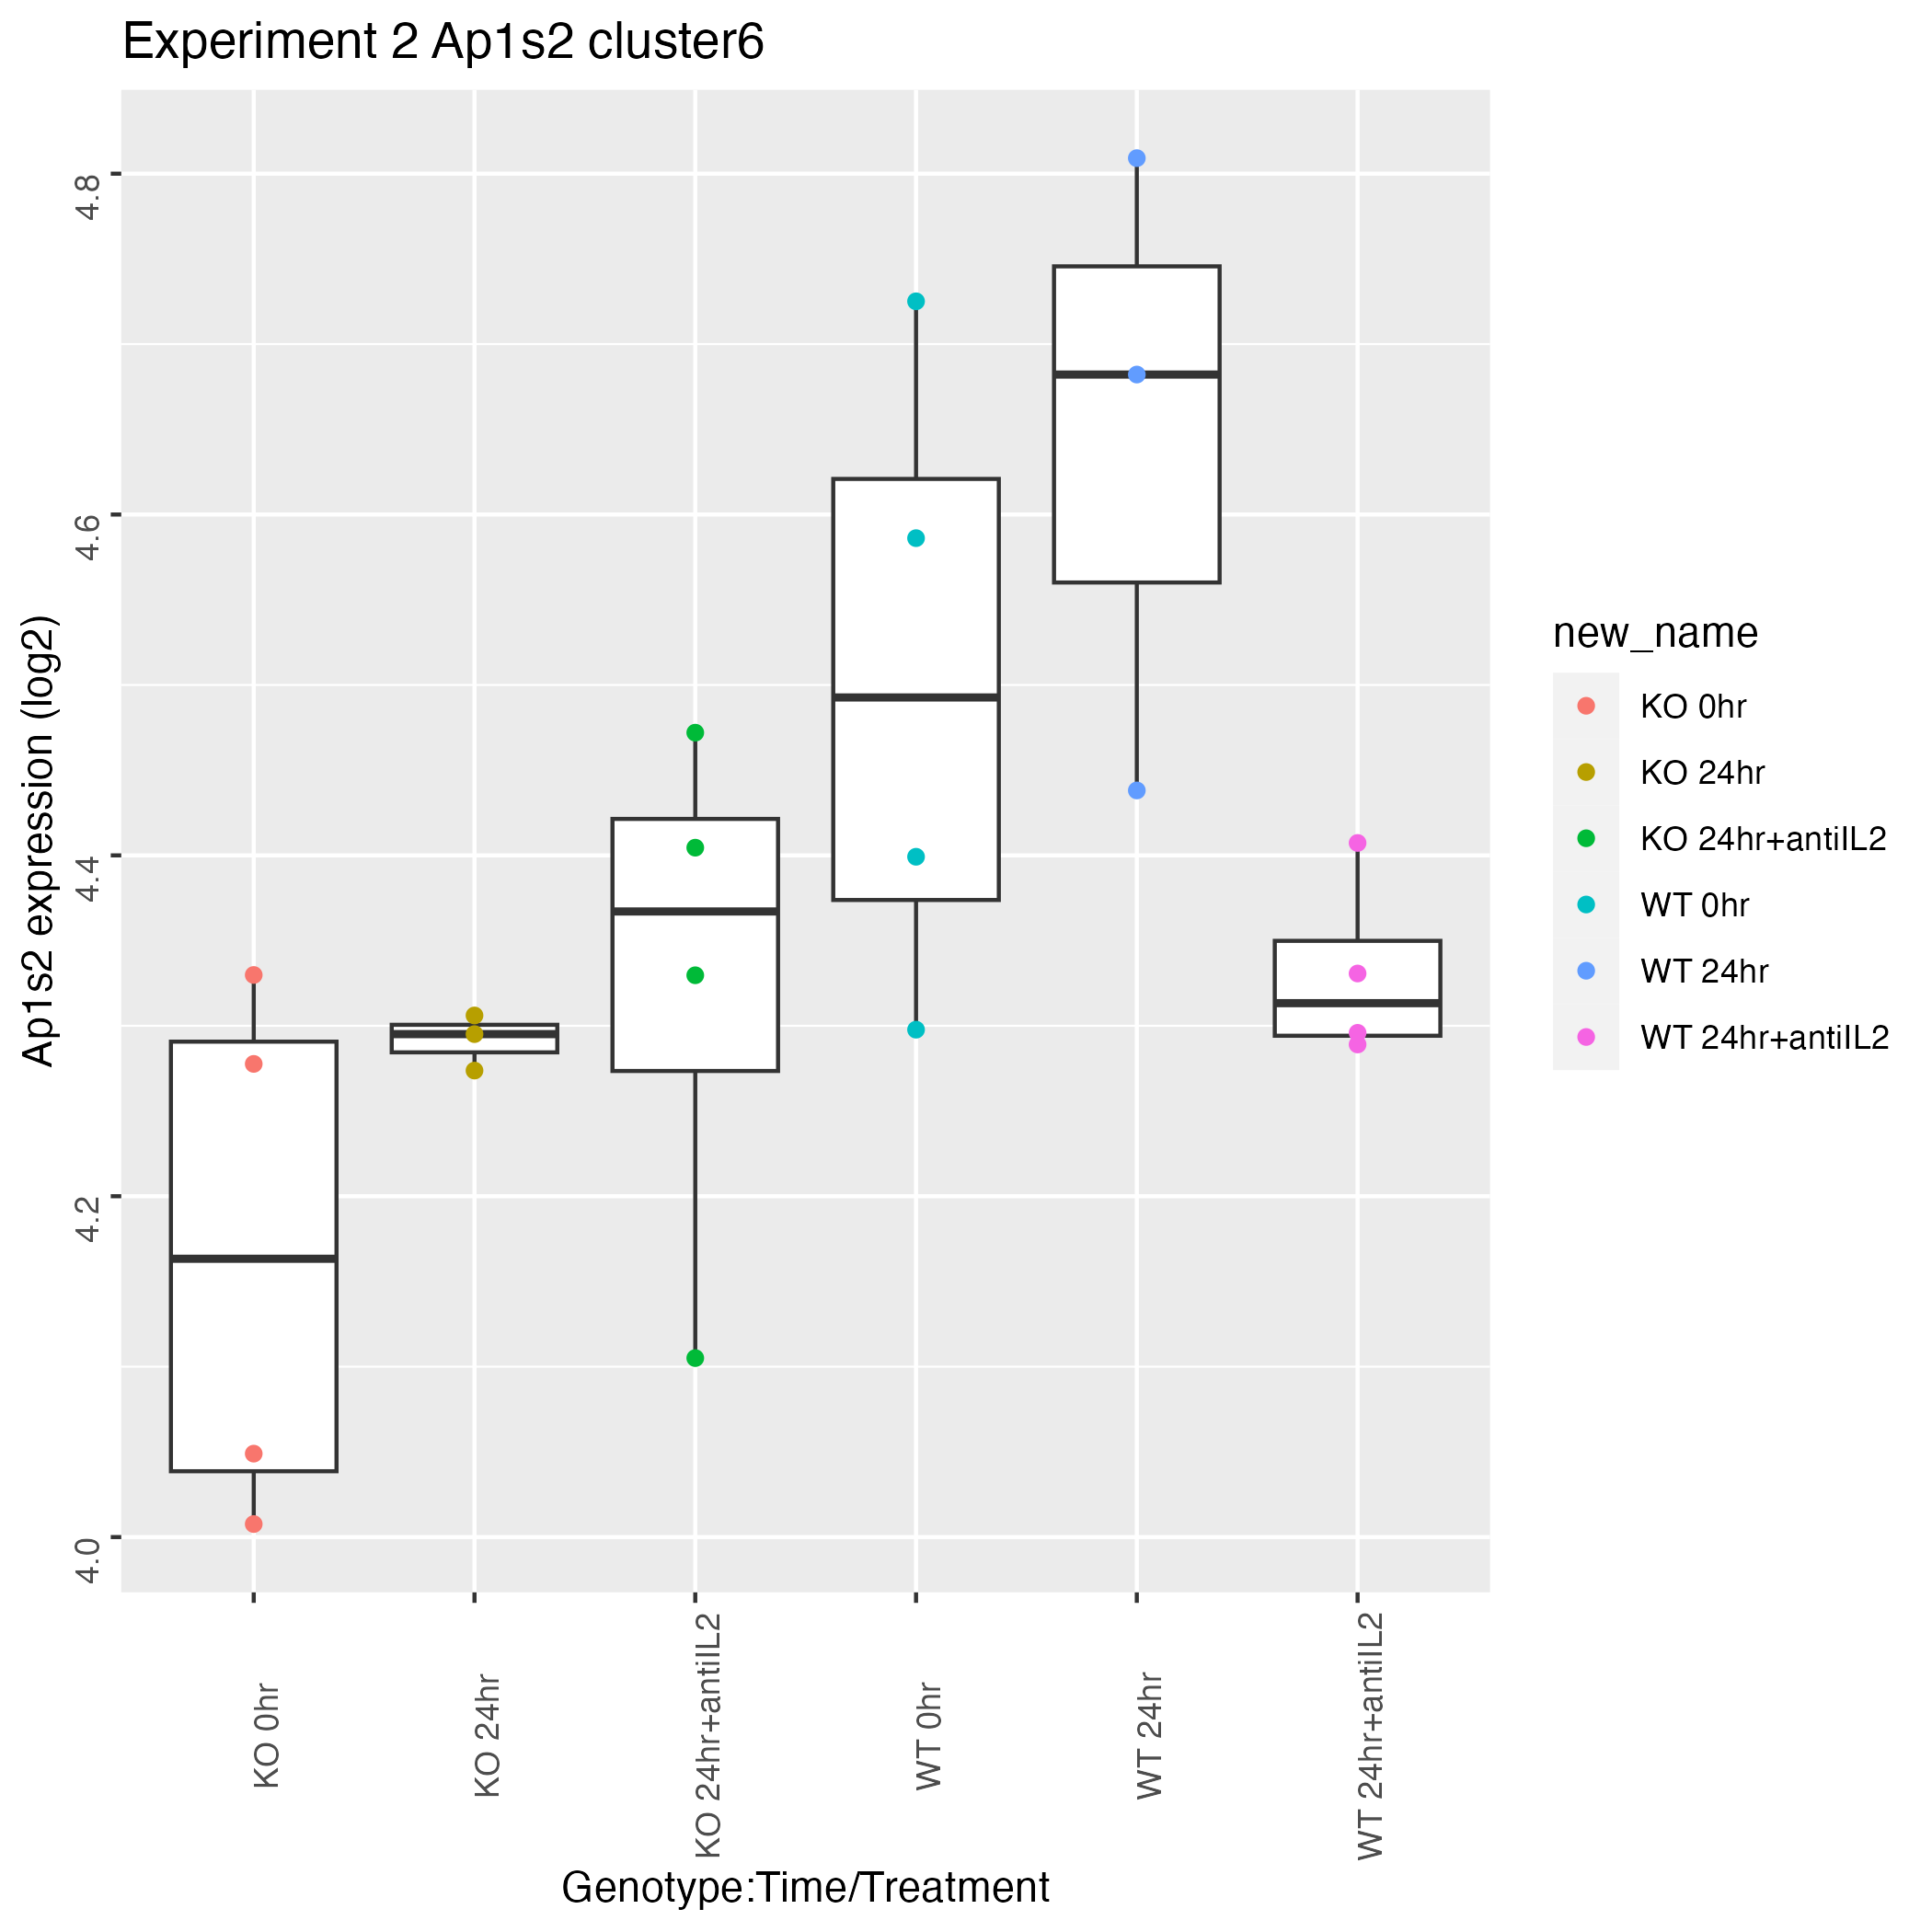 Experiment 2 Ap1s2 cluster6
Ap1s2 expression (log2)
4.8
4.6
4.4
4.2
4.0
KO 0hr
KO 24hr
KO 24hr+antiIL2
WT 0hr
WT 24hr
WT 24hr+antiIL2
Genotype:Time/Treatment
new_name
KO 0hr
KO 24hr
KO 24hr+antiIL2
WT 0hr
WT 24hr
WT 24hr+antiIL2